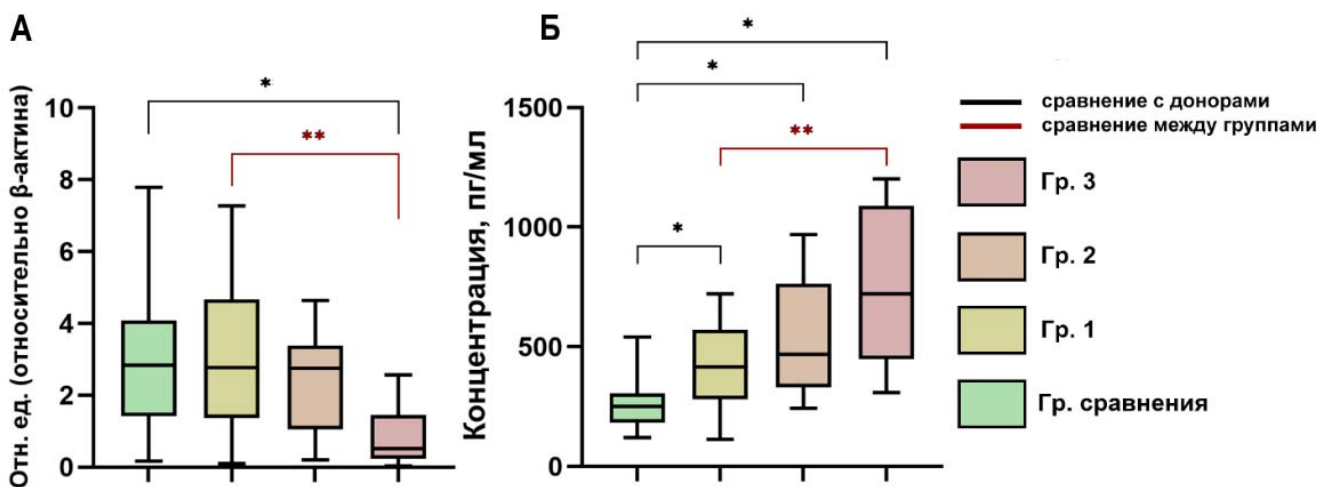 А
Отн. ед. (относительно β-актина)
10
8
6
4
2
0
*
**
Б
Концентрация, пг/мл
1500
1000
500
0
*
*
**
*
сравнение с донорами
сравнение между группами
Гр. 3
Гр. 2
Гр. 1
Гр. сравнения